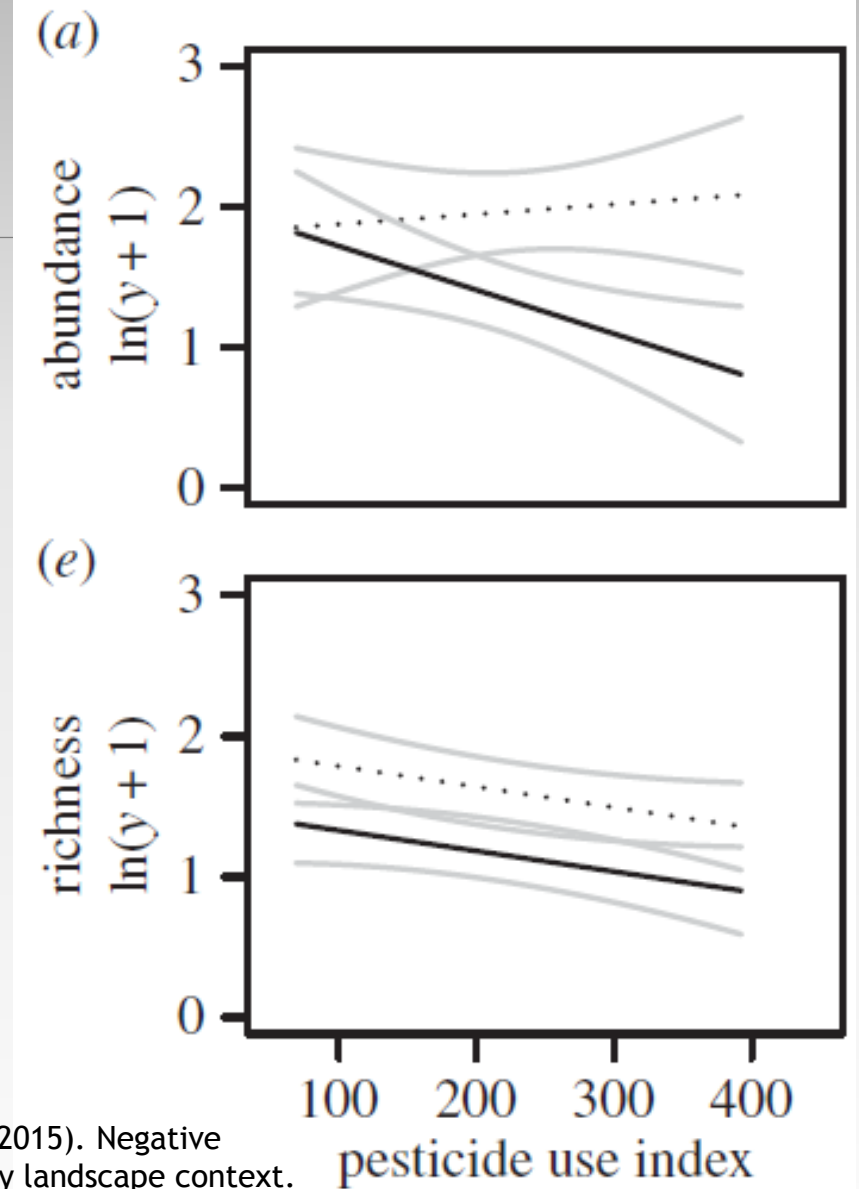 (a)
3
2
1
0
abundance
ln(y + 1)
(e)
3
2
1
0
richness
ln(y + 1)
100 200 300 400
pesticide use index
2015). Negative
y landscape context.